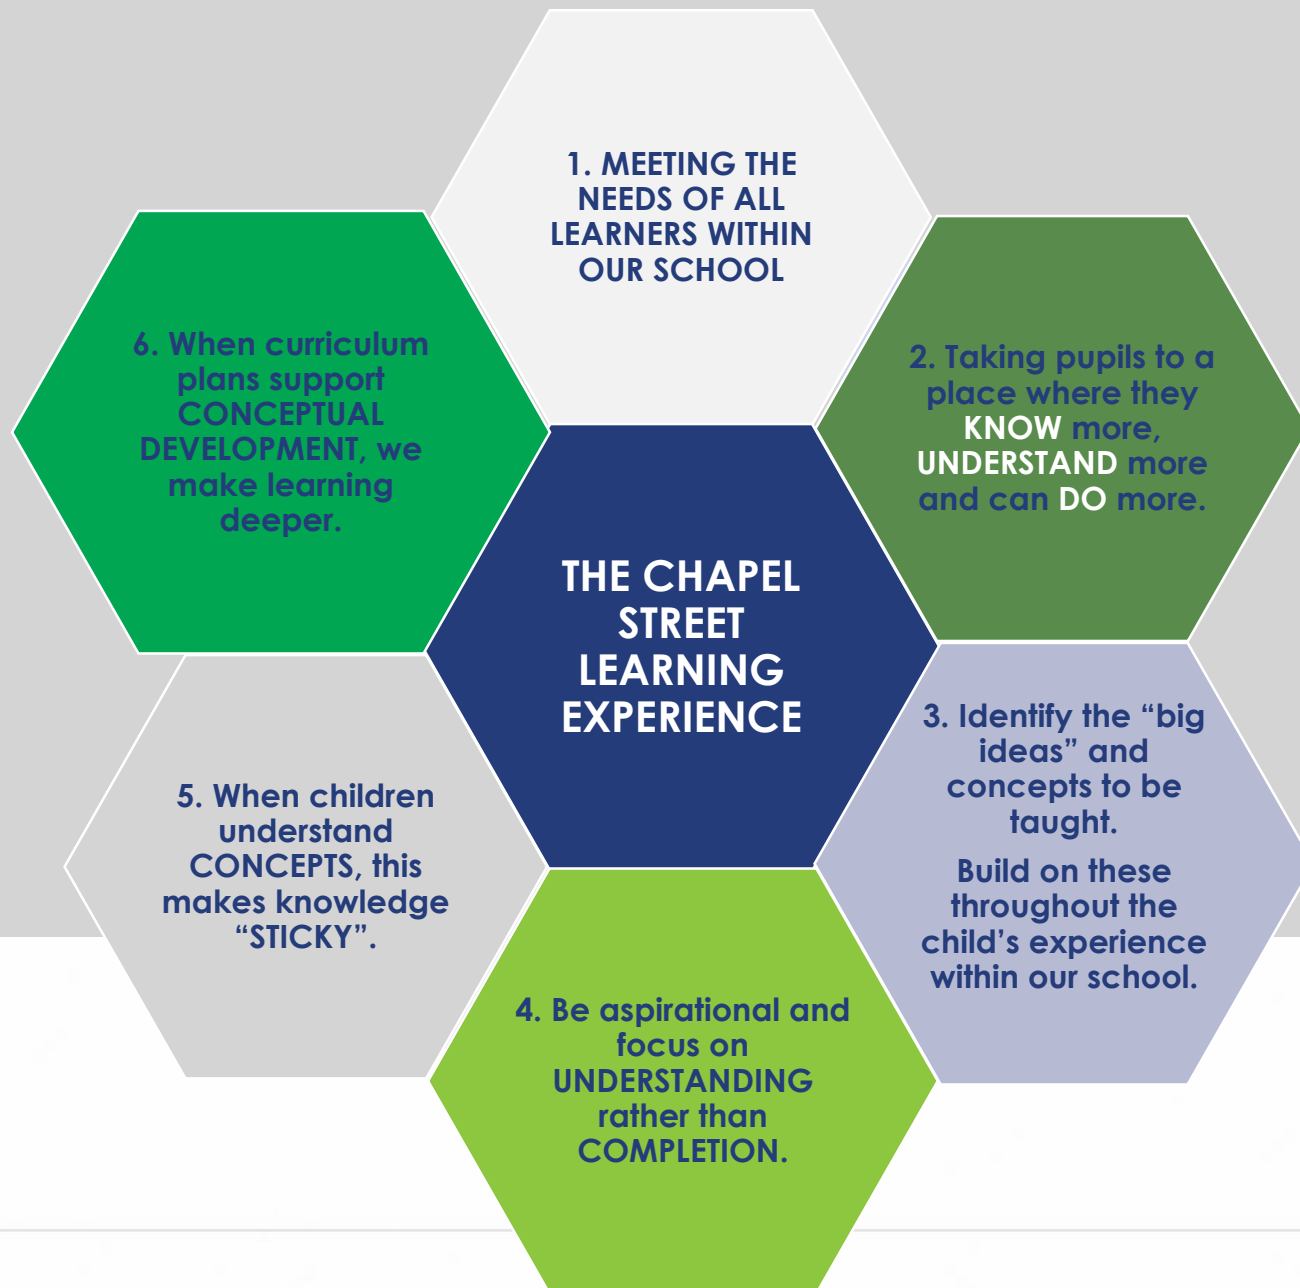 1. MEETING THE
NEEDS OF ALL
LEARNERS WITHIN
OUR SCHOOL
2. Taking pupils to a
place where they
KNOW more,
UNDERSTAND more
and can DO more.
3. Identify the “big
ideas” and
concepts to be
taught.
Build on these
throughout the
child’s experience
within our school.
4. Be aspirational and
focus on
UNDERSTANDING
rather than
COMPLETION.
5. When children
understand
CONCEPTS, this
makes knowledge
“STICKY”.
6. When curriculum
plans support
CONCEPTUAL
DEVELOPMENT, we
make learning
deeper.
THE CHAPEL
STREET
LEARNING
EXPERIENCE